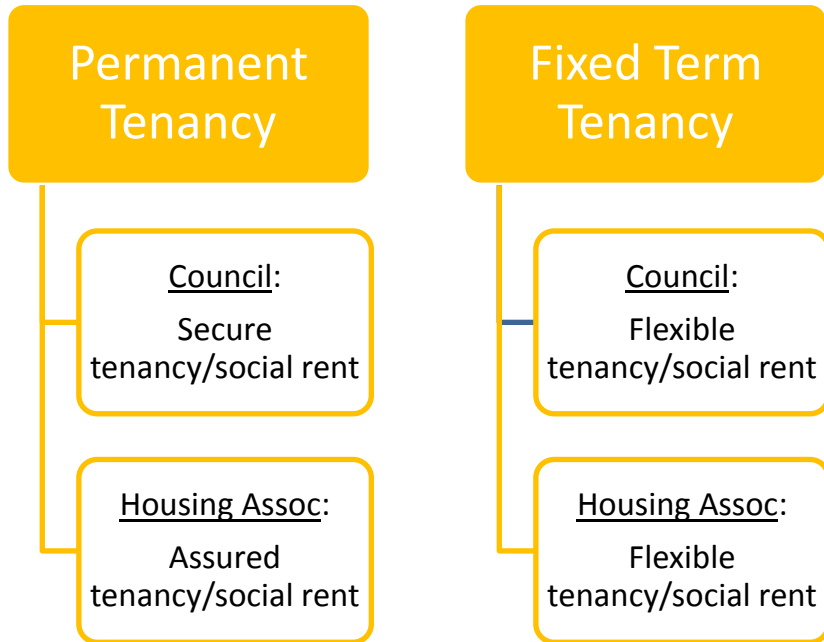 Permanent
Tenancy
Council:
Secure
tenancy/social rent
Housing Assoc:
Assured
tenancy/social rent
Fixed Term
Tenancy
Council:
Flexible
tenancy/social rent
Housing Assoc:
Flexible
tenancy/social rent